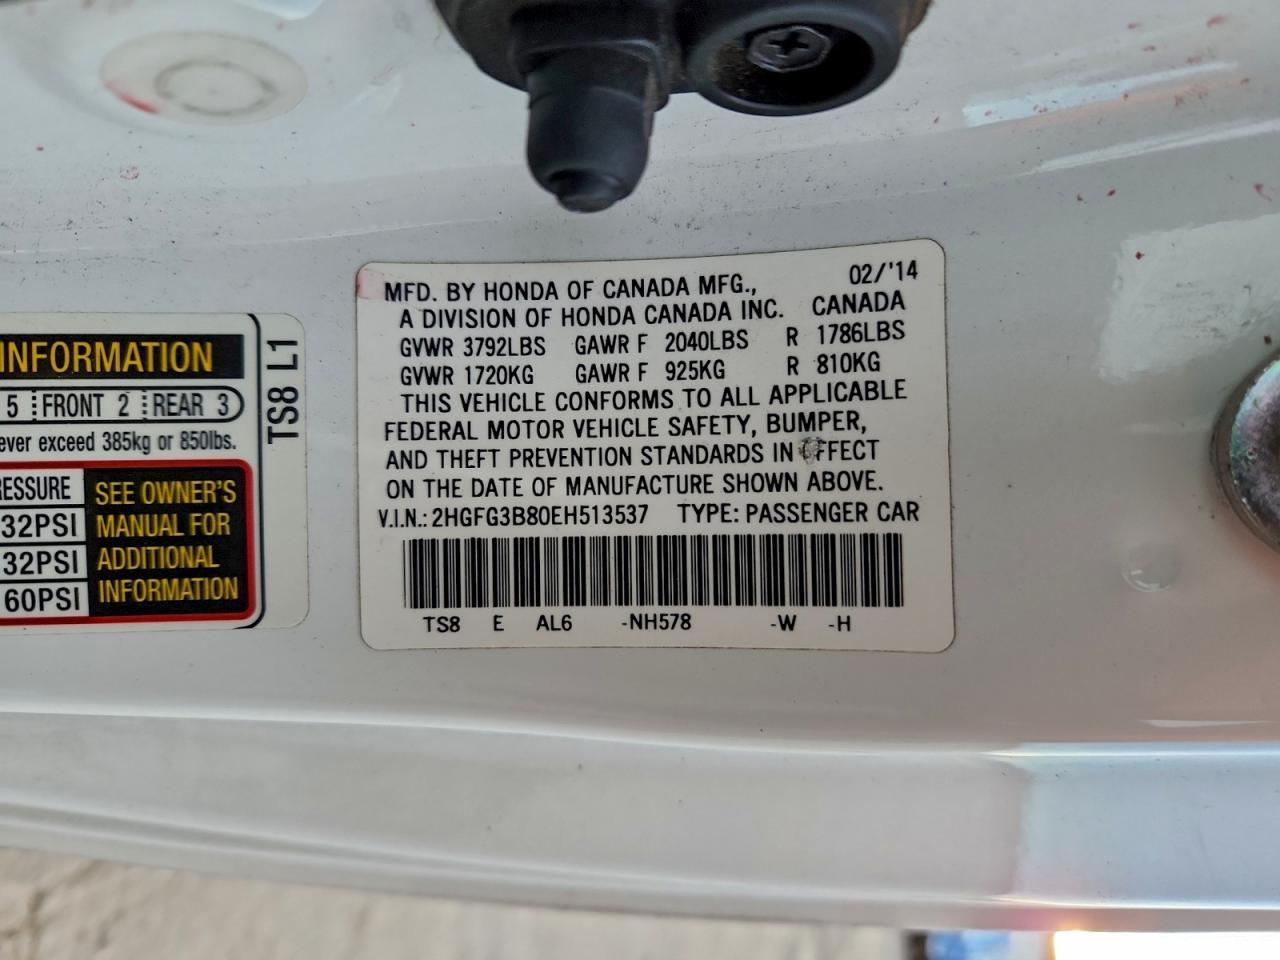 INFORMATION
5 FRONT 2 REAR 3
ever exceed 385kg or 850lbs.
RESSURE
32PSI
32PSI
60PSI
SEE OWNER'S
MANUAL FOR
ADDITIONAL
INFORMATION
TS8 L1
MFD. BY HONDA OF CANADA MFG., 02/'14
A DIVISION OF HONDA CANADA INC. CANADA
GVWR 3792LBS GAWR F 2040LBS R 1786LBS
GVWR 1720KG GAWR F 925KG R 810KG
THIS VEHICLE CONFORMS TO ALL APPLICABLE
FEDERAL MOTOR VEHICLE SAFETY, BUMPER,
AND THEFT PREVENTION STANDARDS IN EFFECT
ON THE DATE OF MANUFACTURE SHOWN ABOVE.
V.I.N.: 2HGFG3B80EH513537 TYPE: PASSENGER CAR
TS8 E AL6 -NH578 -W -H